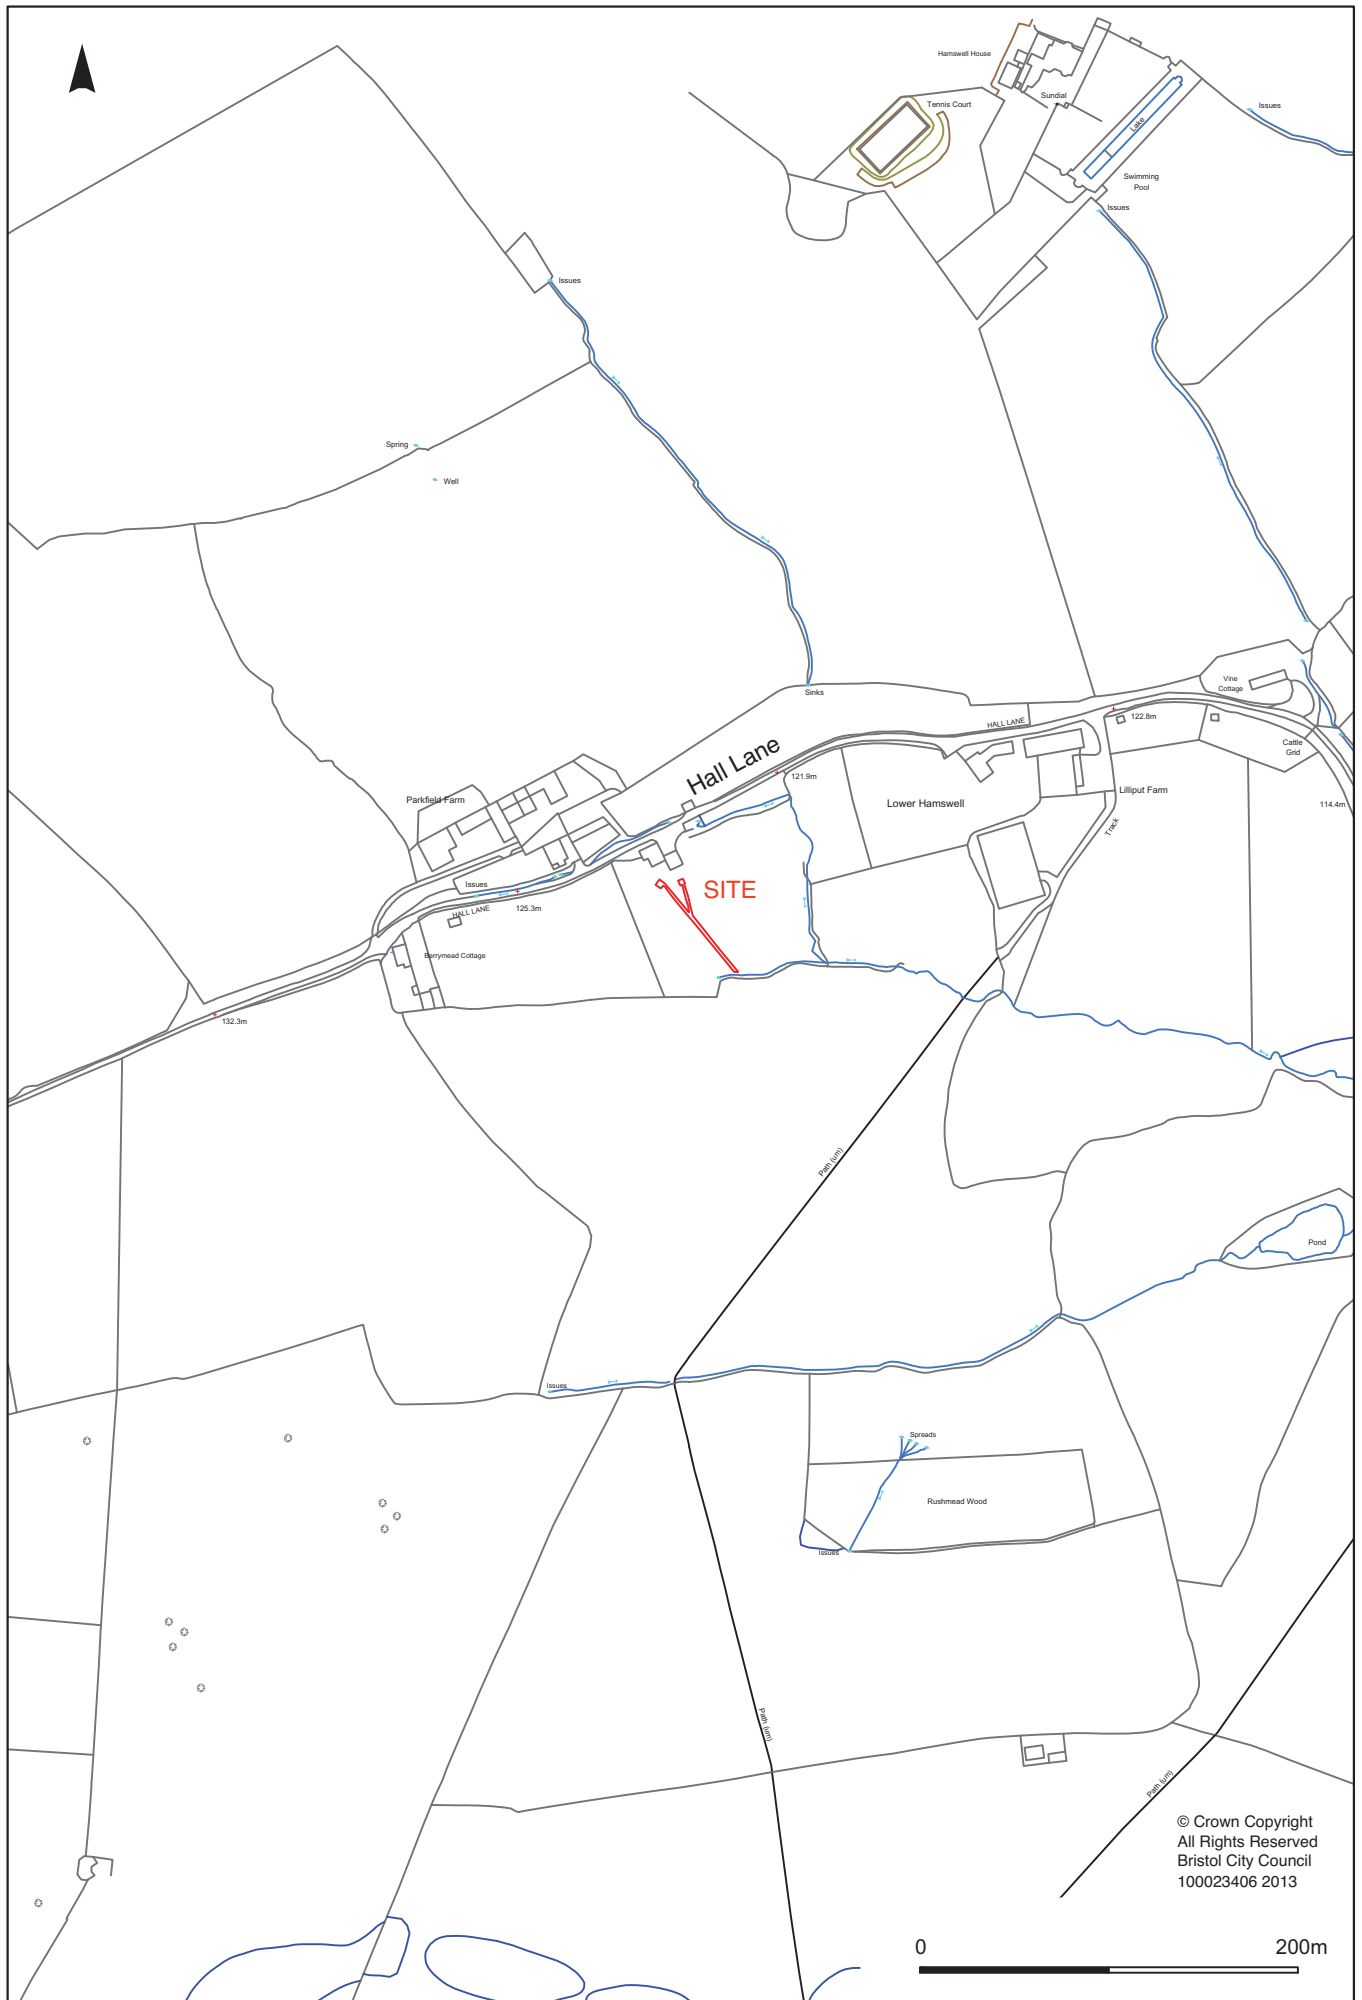 Hamswell House
Sundial
Tennis Court
Issues
Lake
Swimming
Pool
Issues
Issues
Spring
Well
Sinks
Vine
Cottage
HALL LANE
122.8m
Cattle
Grid
Hall Lane
121.9m
Parkfield Farm
Lower Hamswell
Lilliput Farm
114.4m
Track
Issues
SITE
HALL LANE
125.3m
Berrymead Cottage
132.3m
Path (um)
Pond
Issues
Spreads
Rushmead Wood
Issues
Path (um)
Path (um)
© Crown Copyright
All Rights Reserved
Bristol City Council
100023406 2013
0 200m